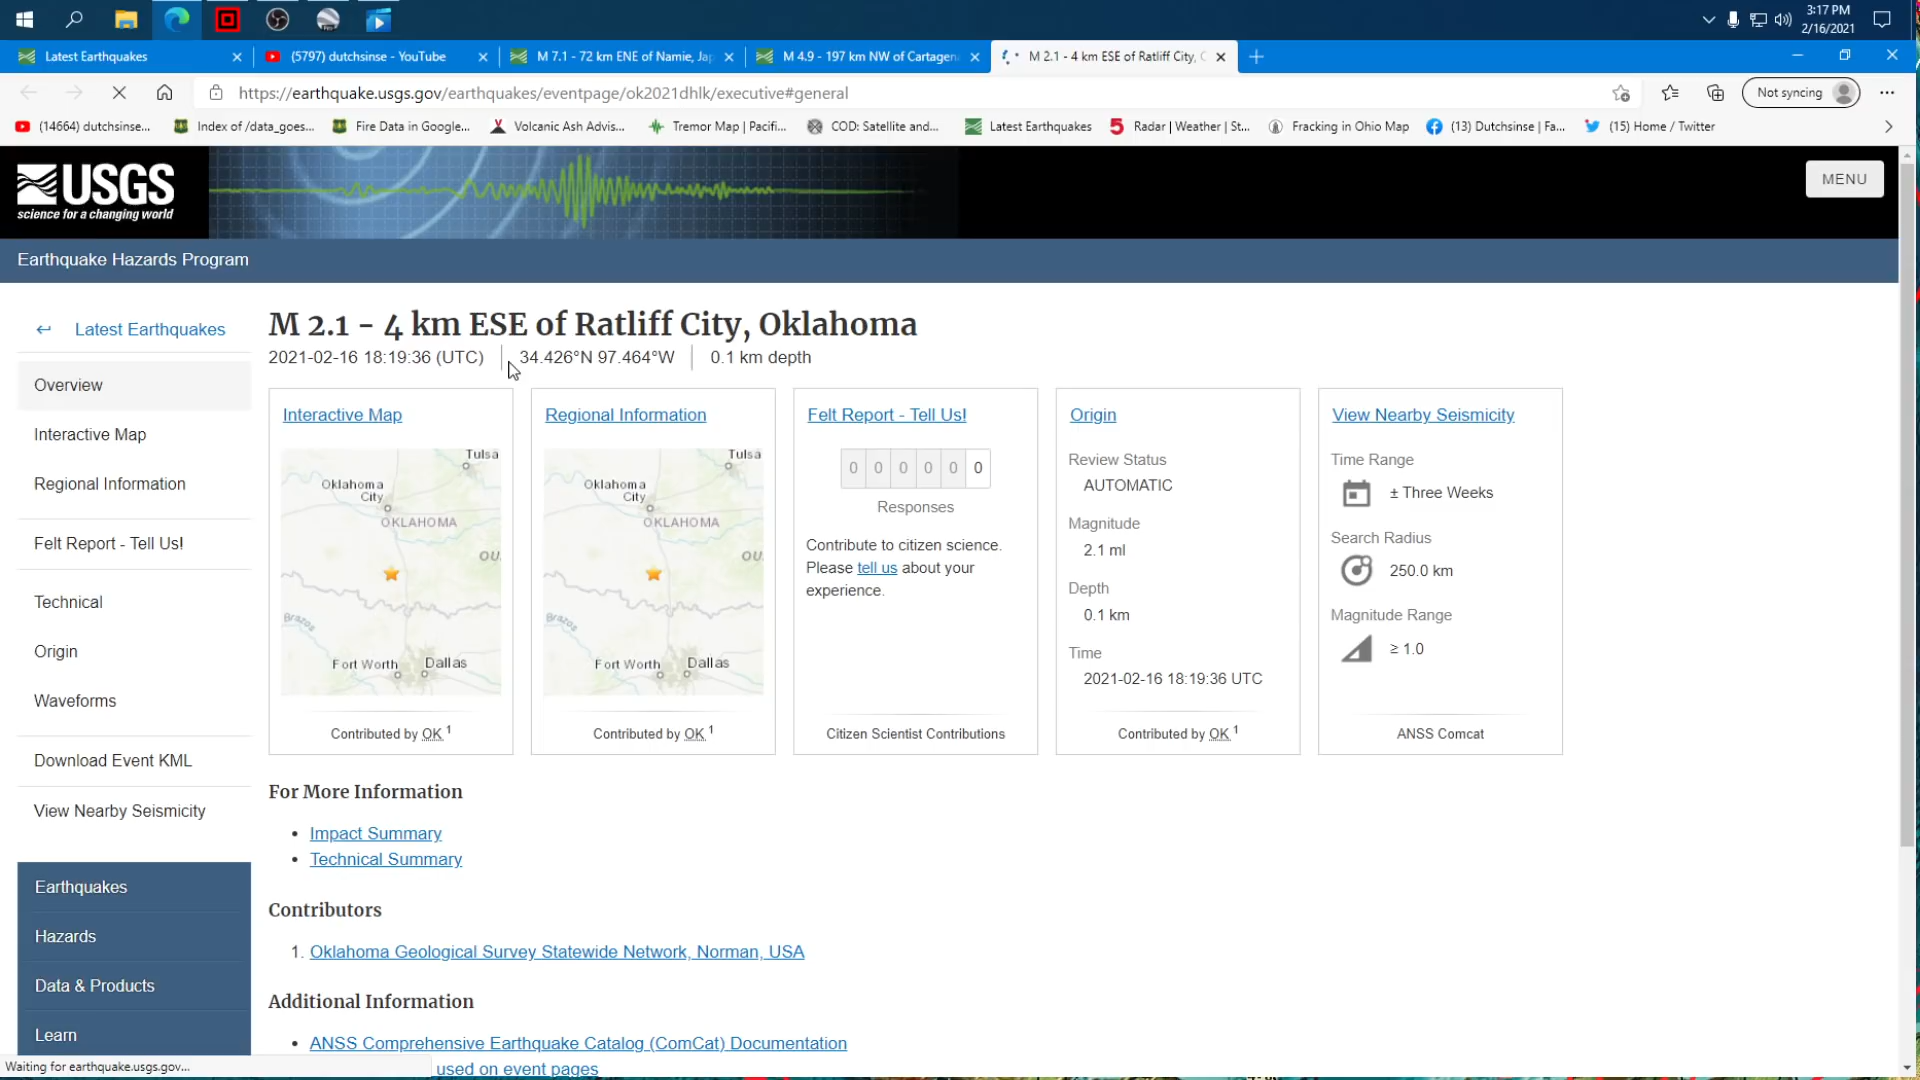 3:17 PM
2/16/2021
Latest Earthquakes
(5797) dutchsinse - YouTube
M 7.1 - 72 km ENE of Namie, Jap
M 4.9 - 197 km NW of Cartagen
M 2.1 - 4 km ESE of Ratliff City, C
https://earthquake.usgs.gov/earthquakes/eventpage/ok2021dhlk/executive#general
Not syncing
(14664) dutchsinse...
Index of /data_goes...
Fire Data in Google...
Volcanic Ash Advis...
Tremor Map | Pacifi...
COD: Satellite and...
Latest Earthquakes
5
Radar | Weather | St...
Fracking in Ohio Map
(13) Dutchsinse | Fa...
(15) Home / Twitter
USGS
science for a changing world
MENU
Earthquake Hazards Program
Latest Earthquakes
Overview
Interactive Map
Regional Information
Felt Report - Tell Us!
Technical
Origin
Waveforms
Download Event KML
View Nearby Seismicity
Earthquakes
Hazards
Data & Products
Learn
M 2.1 - 4 km ESE of Ratliff City, Oklahoma
2021-02-16 18:19:36 (UTC)
34.426°N 97.464°W
0.1 km depth
Interactive Map
Tulsa
Oklahoma
City
OKLAHOMA
OU
Brazos
Fort Worth
Dallas
Contributed by OK 1
Regional Information
Tulsa
Oklahoma
City
OKLAHOMA
OU
Brazos
Fort Worth
Dallas
Contributed by OK 1
Felt Report - Tell Us!
0 0 0 0 0 0
Responses
Contribute to citizen science.
Please tell us about your
experience.
Citizen Scientist Contributions
Origin
Review Status
AUTOMATIC
Magnitude
2.1 ml
Depth
0.1 km
Time
2021-02-16 18:19:36 UTC
Contributed by OK 1
View Nearby Seismicity
Time Range
± Three Weeks
Search Radius
250.0 km
Magnitude Range
≥ 1.0
ANSS Comcat
For More Information
Impact Summary
Technical Summary
Contributors
1. Oklahoma Geological Survey Statewide Network, Norman, USA
Additional Information
ANSS Comprehensive Earthquake Catalog (ComCat) Documentation
used on event pages
Waiting for earthquake.usgs.gov...